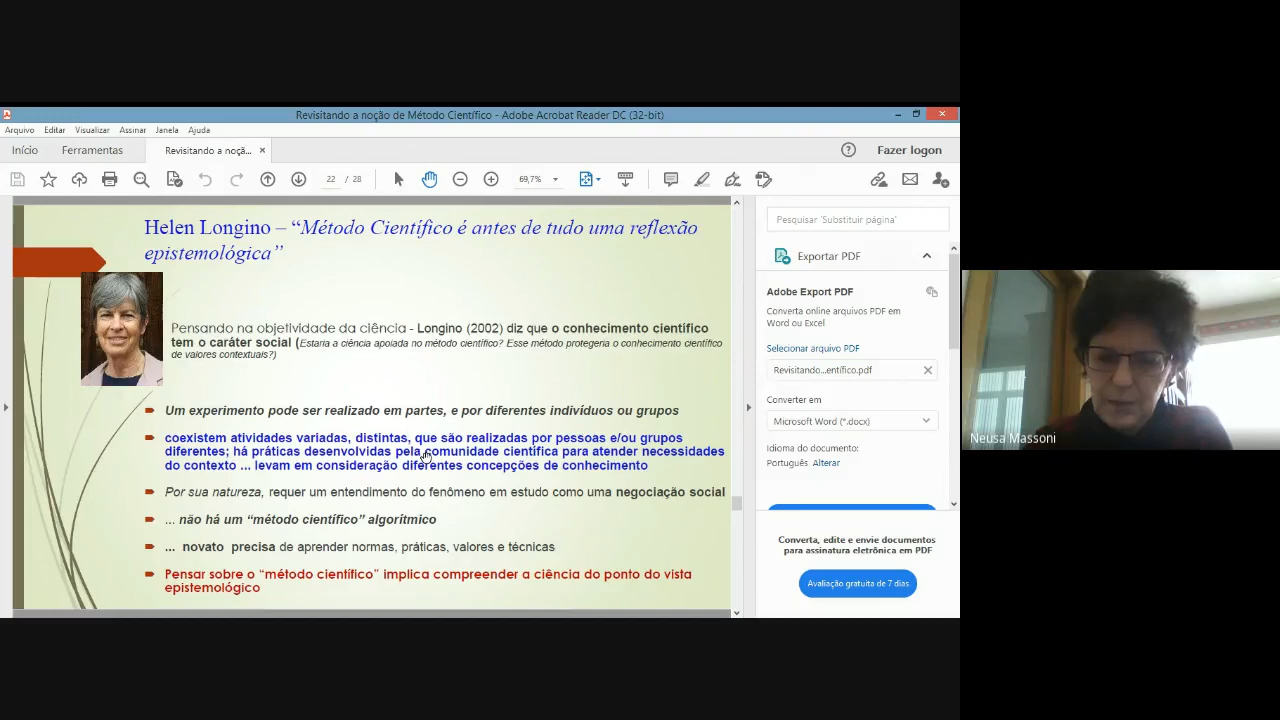 Revisitando a noção de Método Científico - Adobe Acrobat Reader DC (32-bit)
Arquivo Editar Visualizar Assinar Janela Ajuda
Início Ferramentas Revisitando a noçã... × Fazer logon
22 / 28 69,7%
Helen Longino – “Método Científico é antes de tudo uma reflexão
epistemológica”
Pensando na objetividade da ciência - Longino (2002) diz que o conhecimento científico
tem o caráter social (Estaria a ciência apoiada no método científico? Esse método protegeria o conhecimento científico
de valores contextuais?)
Um experimento pode ser realizado em partes, e por diferentes indivíduos ou grupos
coexistem atividades variadas, distintas, que são realizadas por pessoas e/ou grupos
diferentes; há práticas desenvolvidas pela comunidade científica para atender necessidades
do contexto ... levam em consideração diferentes concepções de conhecimento
Por sua natureza, requer um entendimento do fenômeno em estudo como uma negociação social
... não há um “método científico” algorítmico
... novato precisa de aprender normas, práticas, valores e técnicas
Pensar sobre o “método científico” implica compreender a ciência do ponto do vista
epistemológico
Pesquisar 'Substituir página'
Exportar PDF
Adobe Export PDF
Converta online arquivos PDF em
Word ou Excel
Selecionar arquivo PDF
Revisitando...entífico.pdf
Converter em
Microsoft Word (*.docx)
Idioma do documento:
Português Alterar
Converta, edite e envie documentos
para assinatura eletrônica em PDF
Avaliação gratuita de 7 dias
Neusa Massoni